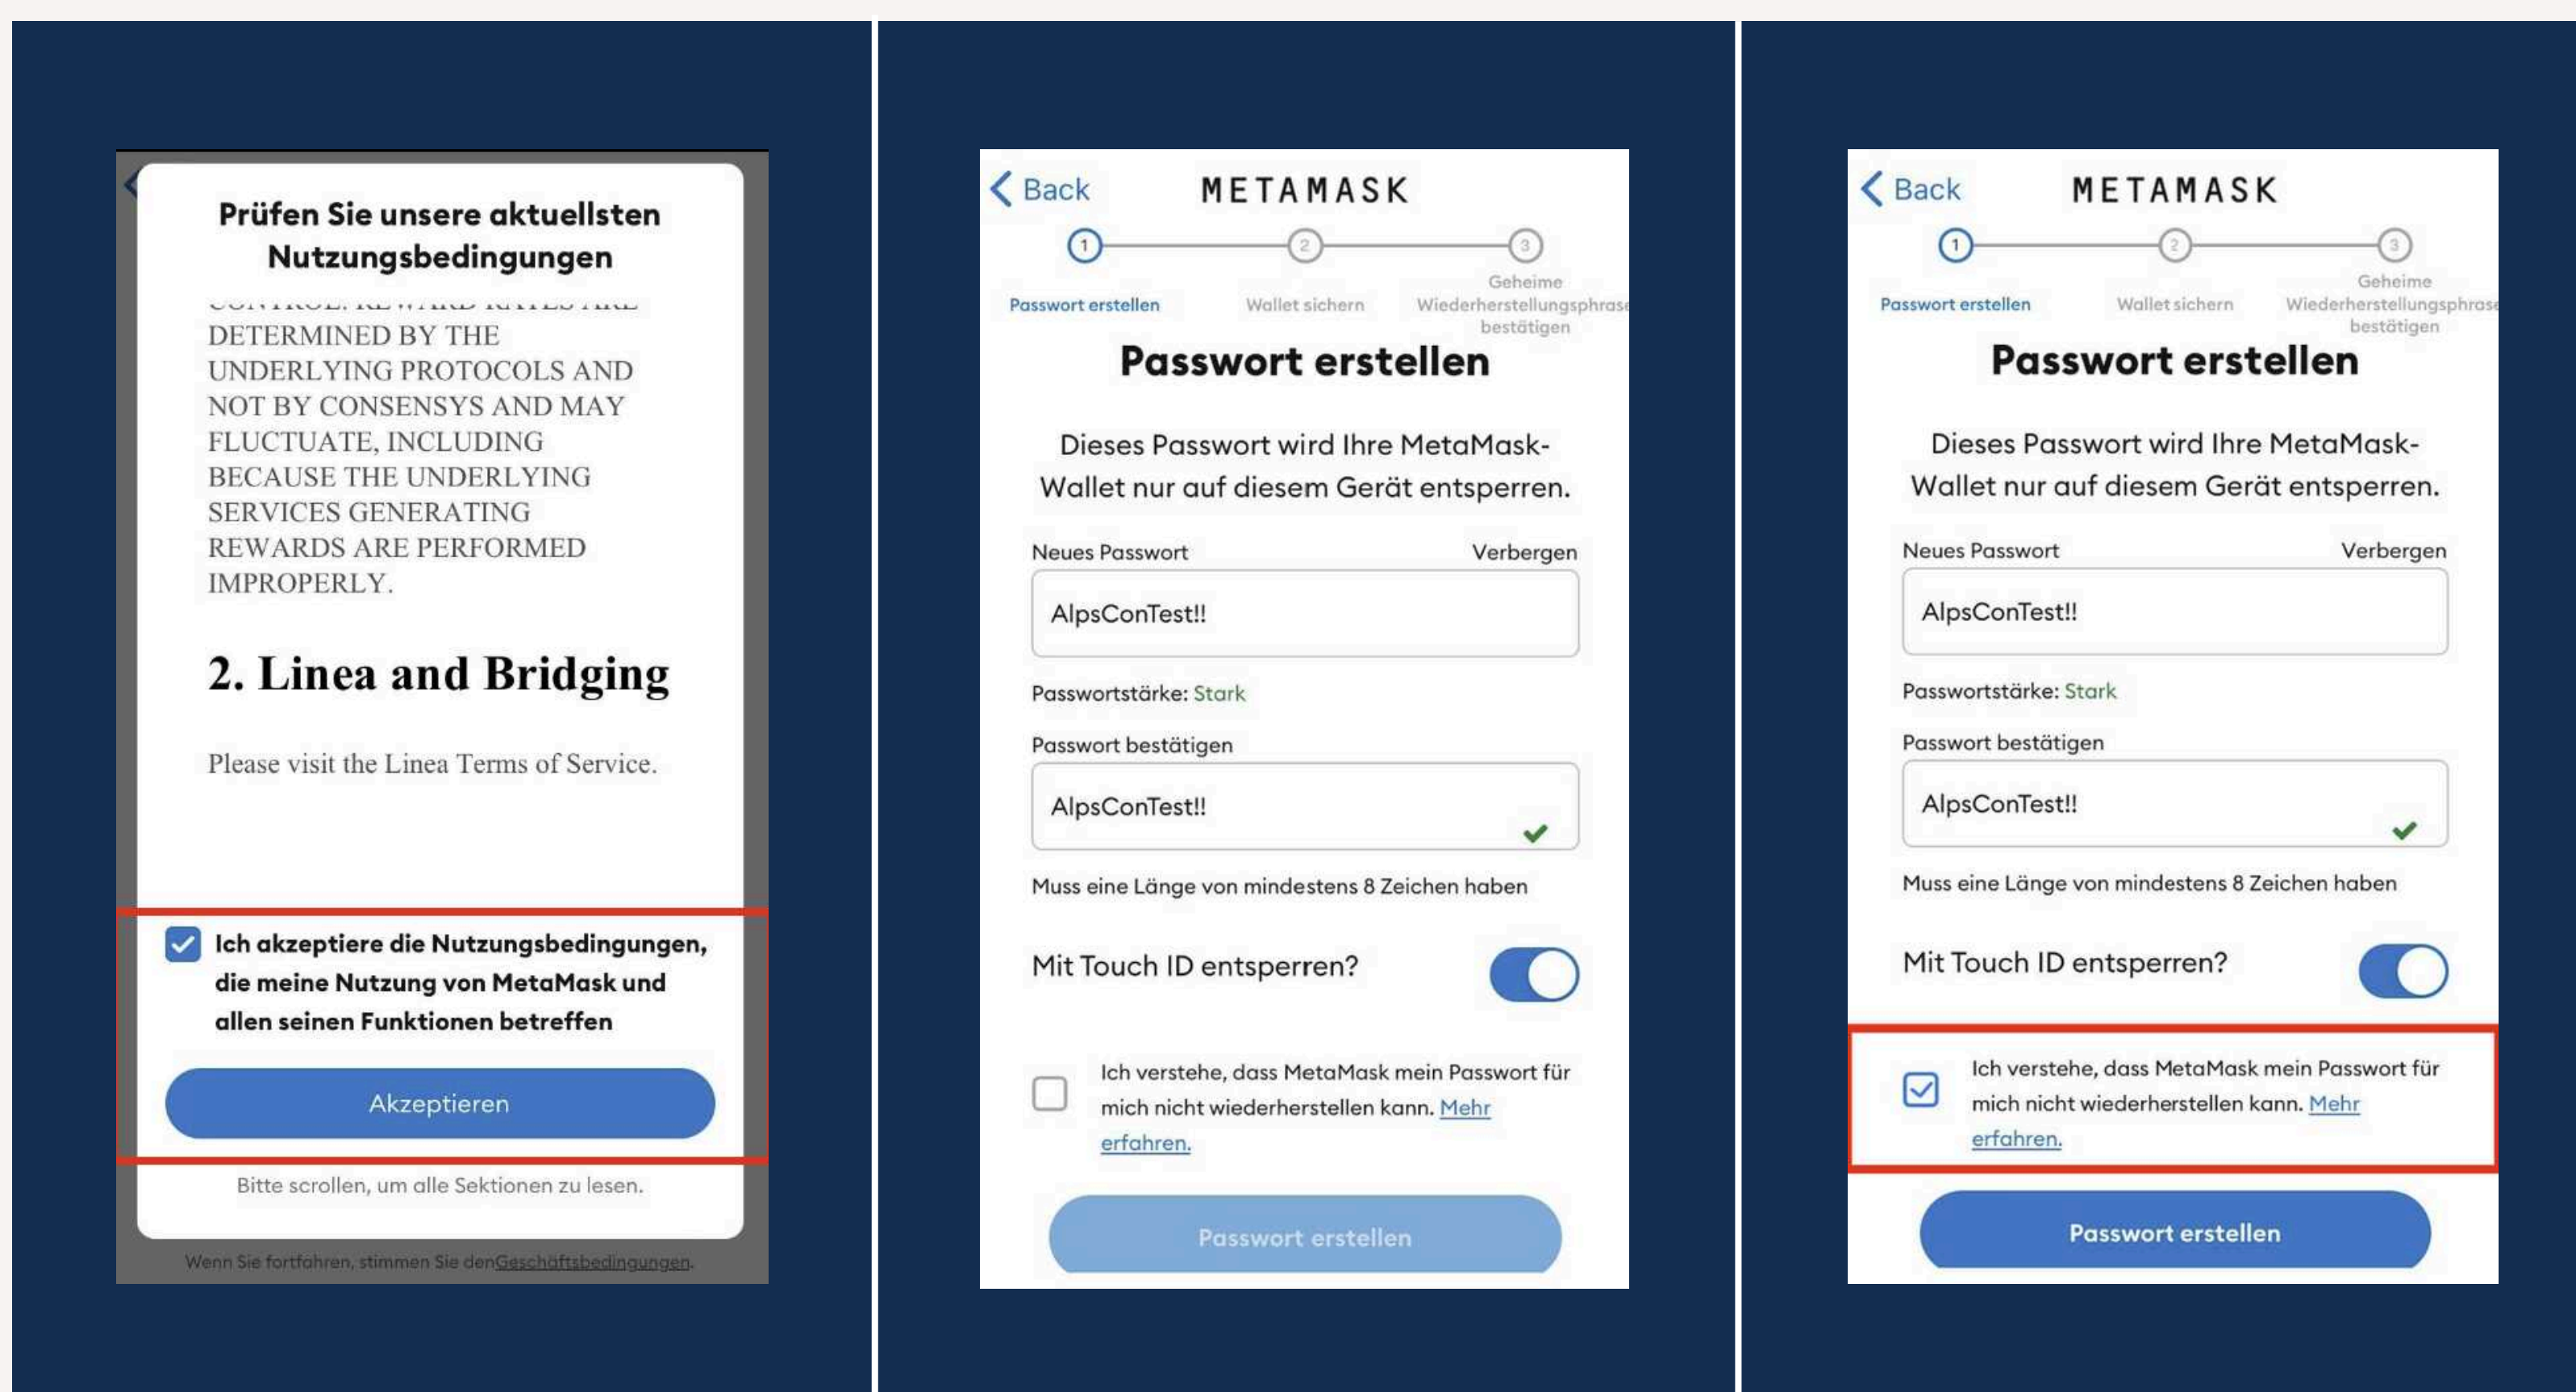 Prüfen Sie unsere aktuellsten
Nutzungsbedingungen
CONTROL. REWARD RATES ARE
DETERMINED BY THE
UNDERLYING PROTOCOLS AND
NOT BY CONSENSYS AND MAY
FLUCTUATE, INCLUDING
BECAUSE THE UNDERLYING
SERVICES GENERATING
REWARDS ARE PERFORMED
IMPROPERLY.
2. Linea and Bridging
Please visit the Linea Terms of Service.
Ich akzeptiere die Nutzungsbedingungen,
die meine Nutzung von MetaMask und
allen seinen Funktionen betreffen
Akzeptieren
Bitte scrollen, um alle Sektionen zu lesen.
Wenn Sie fortfahren, stimmen Sie denGeschäftsbedingungen.
Back METAMASK
1 2 3
Passwort erstellen Wallet sichern Geheime
Wiederherstellungsphrase
bestätigen
Passwort erstellen
Dieses Passwort wird Ihre MetaMask-
Wallet nur auf diesem Gerät entsperren.
Neues Passwort Verbergen
AlpsConTest!!
Passwortstärke: Stark
Passwort bestätigen
AlpsConTest!!
Muss eine Länge von mindestens 8 Zeichen haben
Mit Touch ID entsperren?
Ich verstehe, dass MetaMask mein Passwort für
mich nicht wiederherstellen kann. Mehr
erfahren.
Passwort erstellen
Back METAMASK
1 2 3
Passwort erstellen Wallet sichern Geheime
Wiederherstellungsphrase
bestätigen
Passwort erstellen
Dieses Passwort wird Ihre MetaMask-
Wallet nur auf diesem Gerät entsperren.
Neues Passwort Verbergen
AlpsConTest!!
Passwortstärke: Stark
Passwort bestätigen
AlpsConTest!!
Muss eine Länge von mindestens 8 Zeichen haben
Mit Touch ID entsperren?
Ich verstehe, dass MetaMask mein Passwort für
mich nicht wiederherstellen kann. Mehr
erfahren.
Passwort erstellen